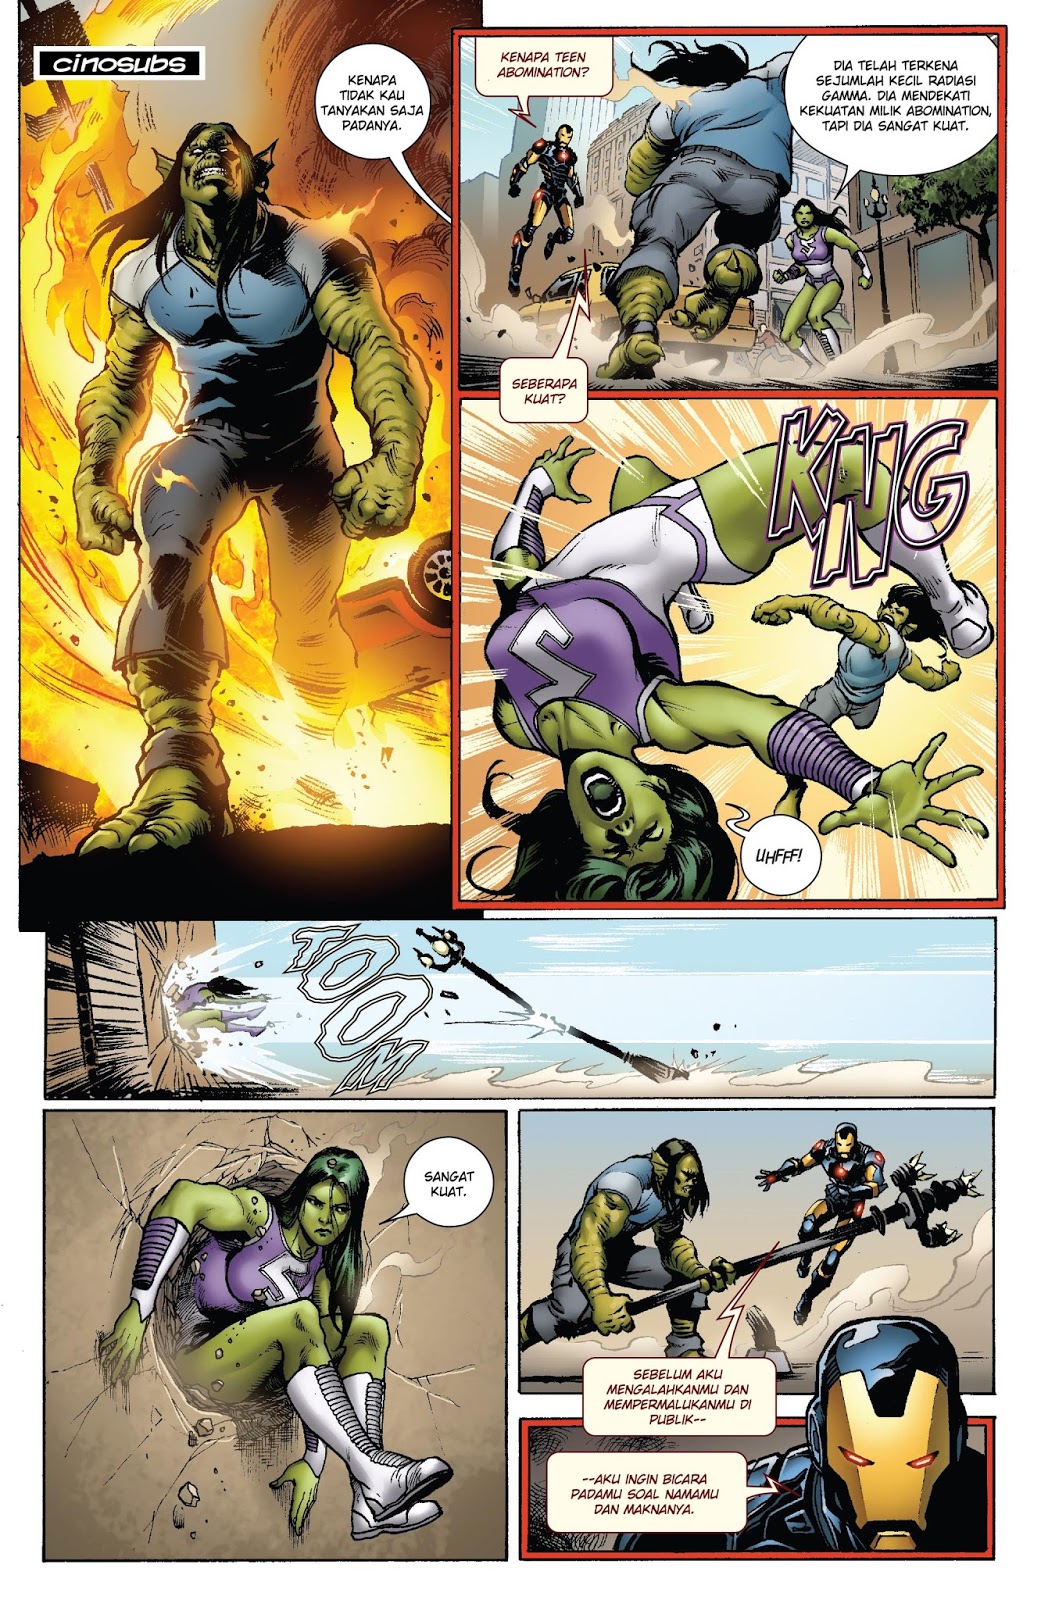 cinosubs
KENAPA
TIDAK KAU
TANYAKAN SAJA
PADANYA.
KENAPA TEEN
ABOMINATION?
DIA TELAH TERKENA
SEJUMLAH KECIL RADIASI
GAMMA. DIA MENDEKATI
KEKUATAN MILIK ABOMINATION,
TAPI DIA SANGAT KUAT.
SEBERAPA
KUAT?
KNNG
UHFFF!
TOOOM
SANGAT
KUAT.
SEBELUM AKU
MENGALAHKANMU DAN
MEMPERMALUKANMU DI
PUBLIK--
--AKU INGIN BICARA
PADAMU SOAL NAMAMU
DAN MAKNANYA.